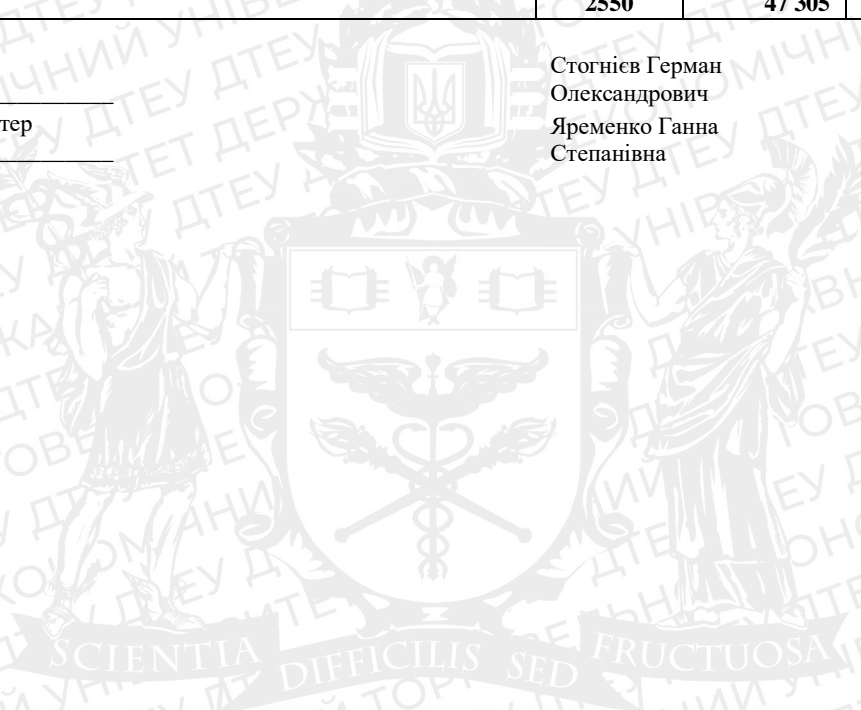 2550 47 305
Стогнієв Герман
Олександрович
тер
Яременко Ганна
Степанівна
SCIENTIA DIFFICILIS SED FRUCTUOSA